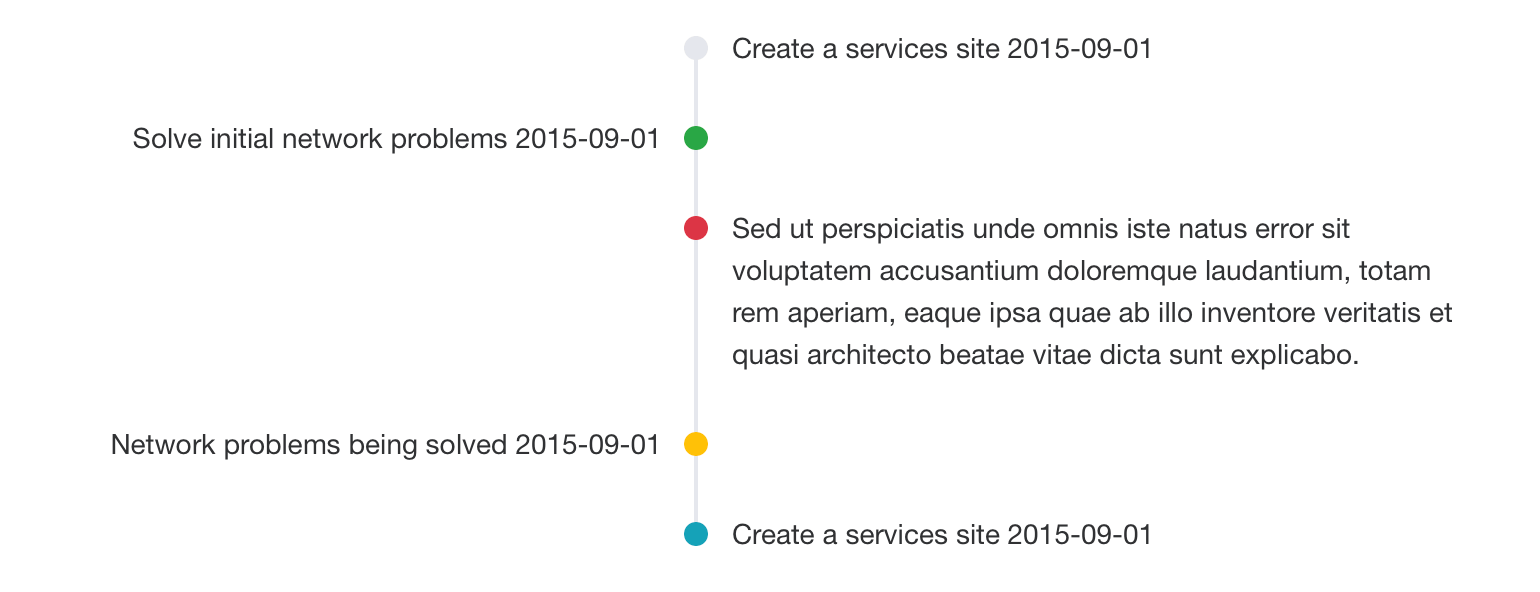 Create a services site 2015-09-01
Solve initial network problems 2015-09-01
Sed ut perspiciatis unde omnis iste natus error sit
voluptatem accusantium doloremque laudantium, totam
rem aperiam, eaque ipsa quae ab illo inventore veritatis et
quasi architecto beatae vitae dicta sunt explicabo.
Network problems being solved 2015-09-01
Create a services site 2015-09-01